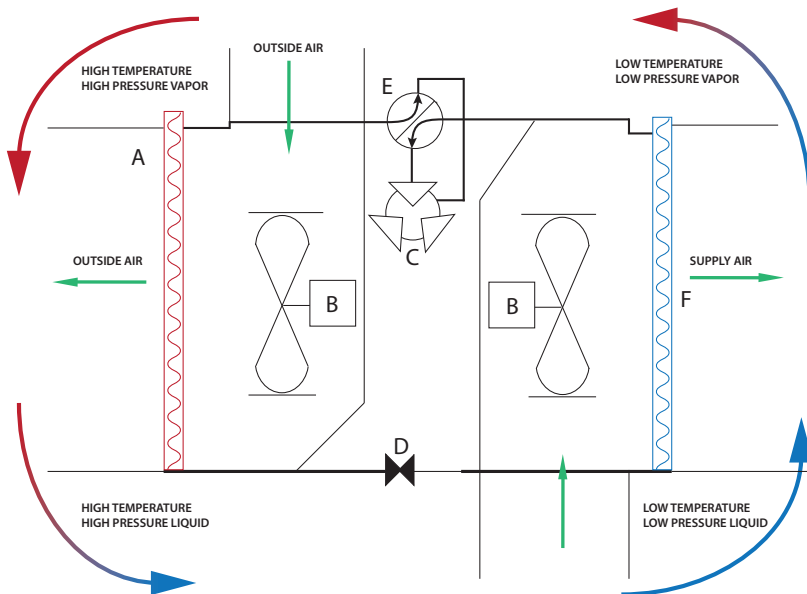 OUTSIDE AIR
HIGH TEMPERATURE
HIGH PRESSURE VAPOR
LOW TEMPERATURE
LOW PRESSURE VAPOR
E
A
C
OUTSIDE AIR
SUPPLY AIR
B
B
F
D
HIGH TEMPERATURE
HIGH PRESSURE LIQUID
LOW TEMPERATURE
LOW PRESSURE LIQUID